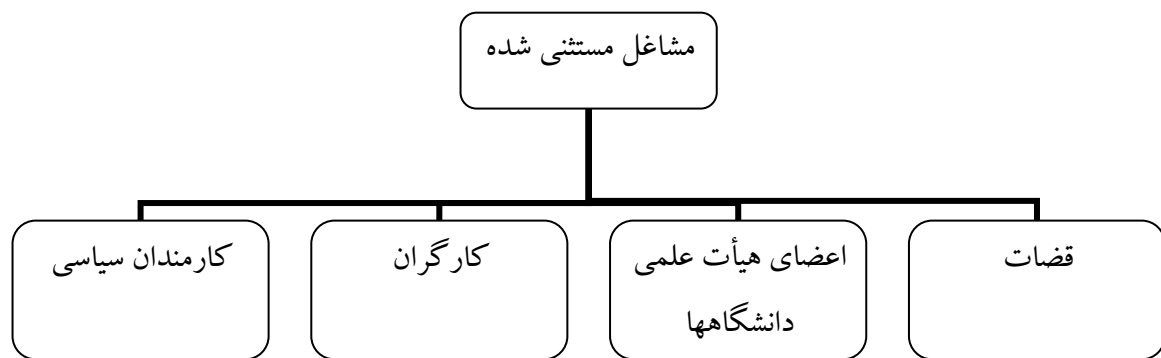 مشاغل مستثنی شده
قضات
اعضای هیأت علمی
دانشگاهها
کارگران
کارمندان سیاسی